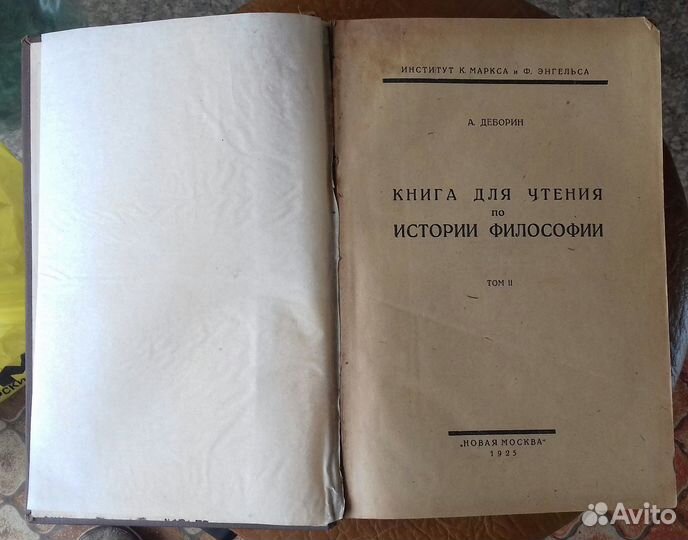 ИНСТИТУТ К. МАРКСА и Ф. ЭНГЕЛЬСА
А. ДЕБОРИН
КНИГА ДЛЯ ЧТЕНИЯ
ПО
ИСТОРИИ ФИЛОСОФИИ
ТОМ II
„НОВАЯ МОСКВА"
1925
Avito